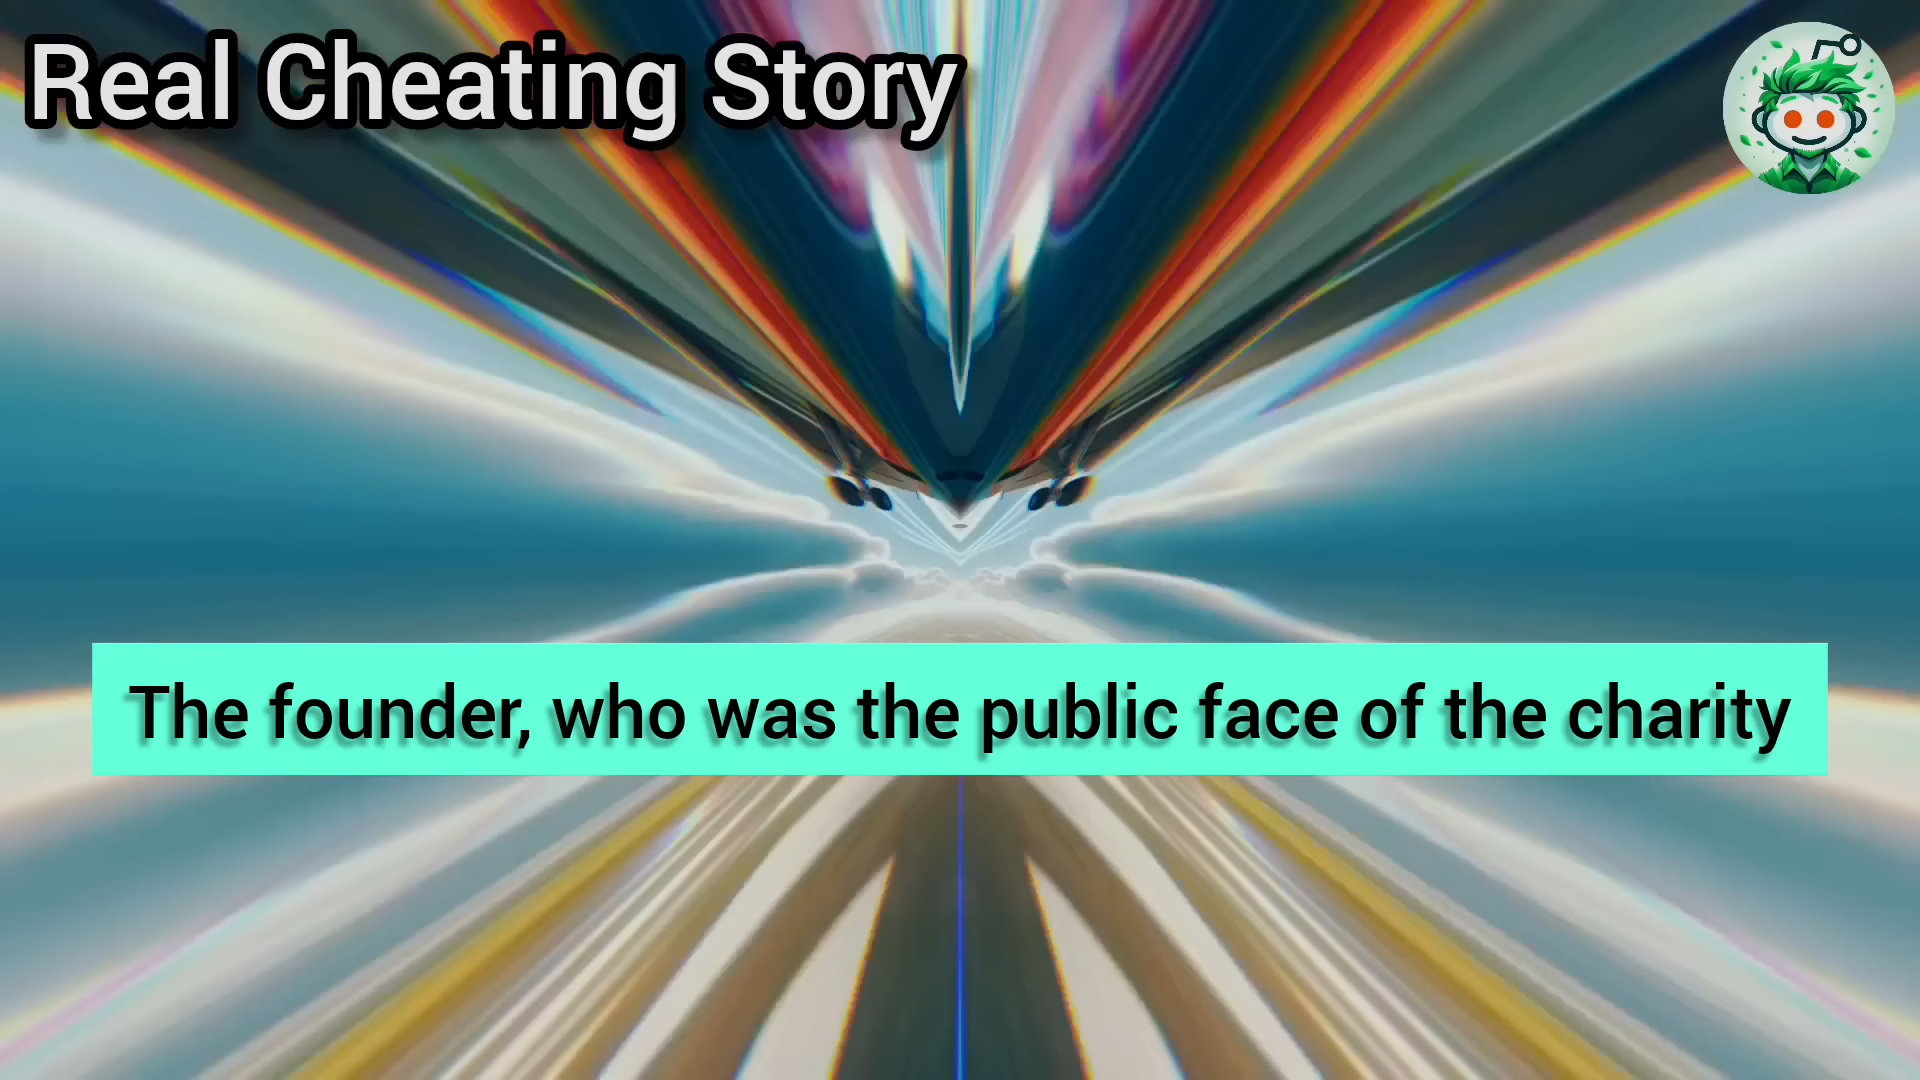 Real Cheating Story
The founder, who was the public face of the charity